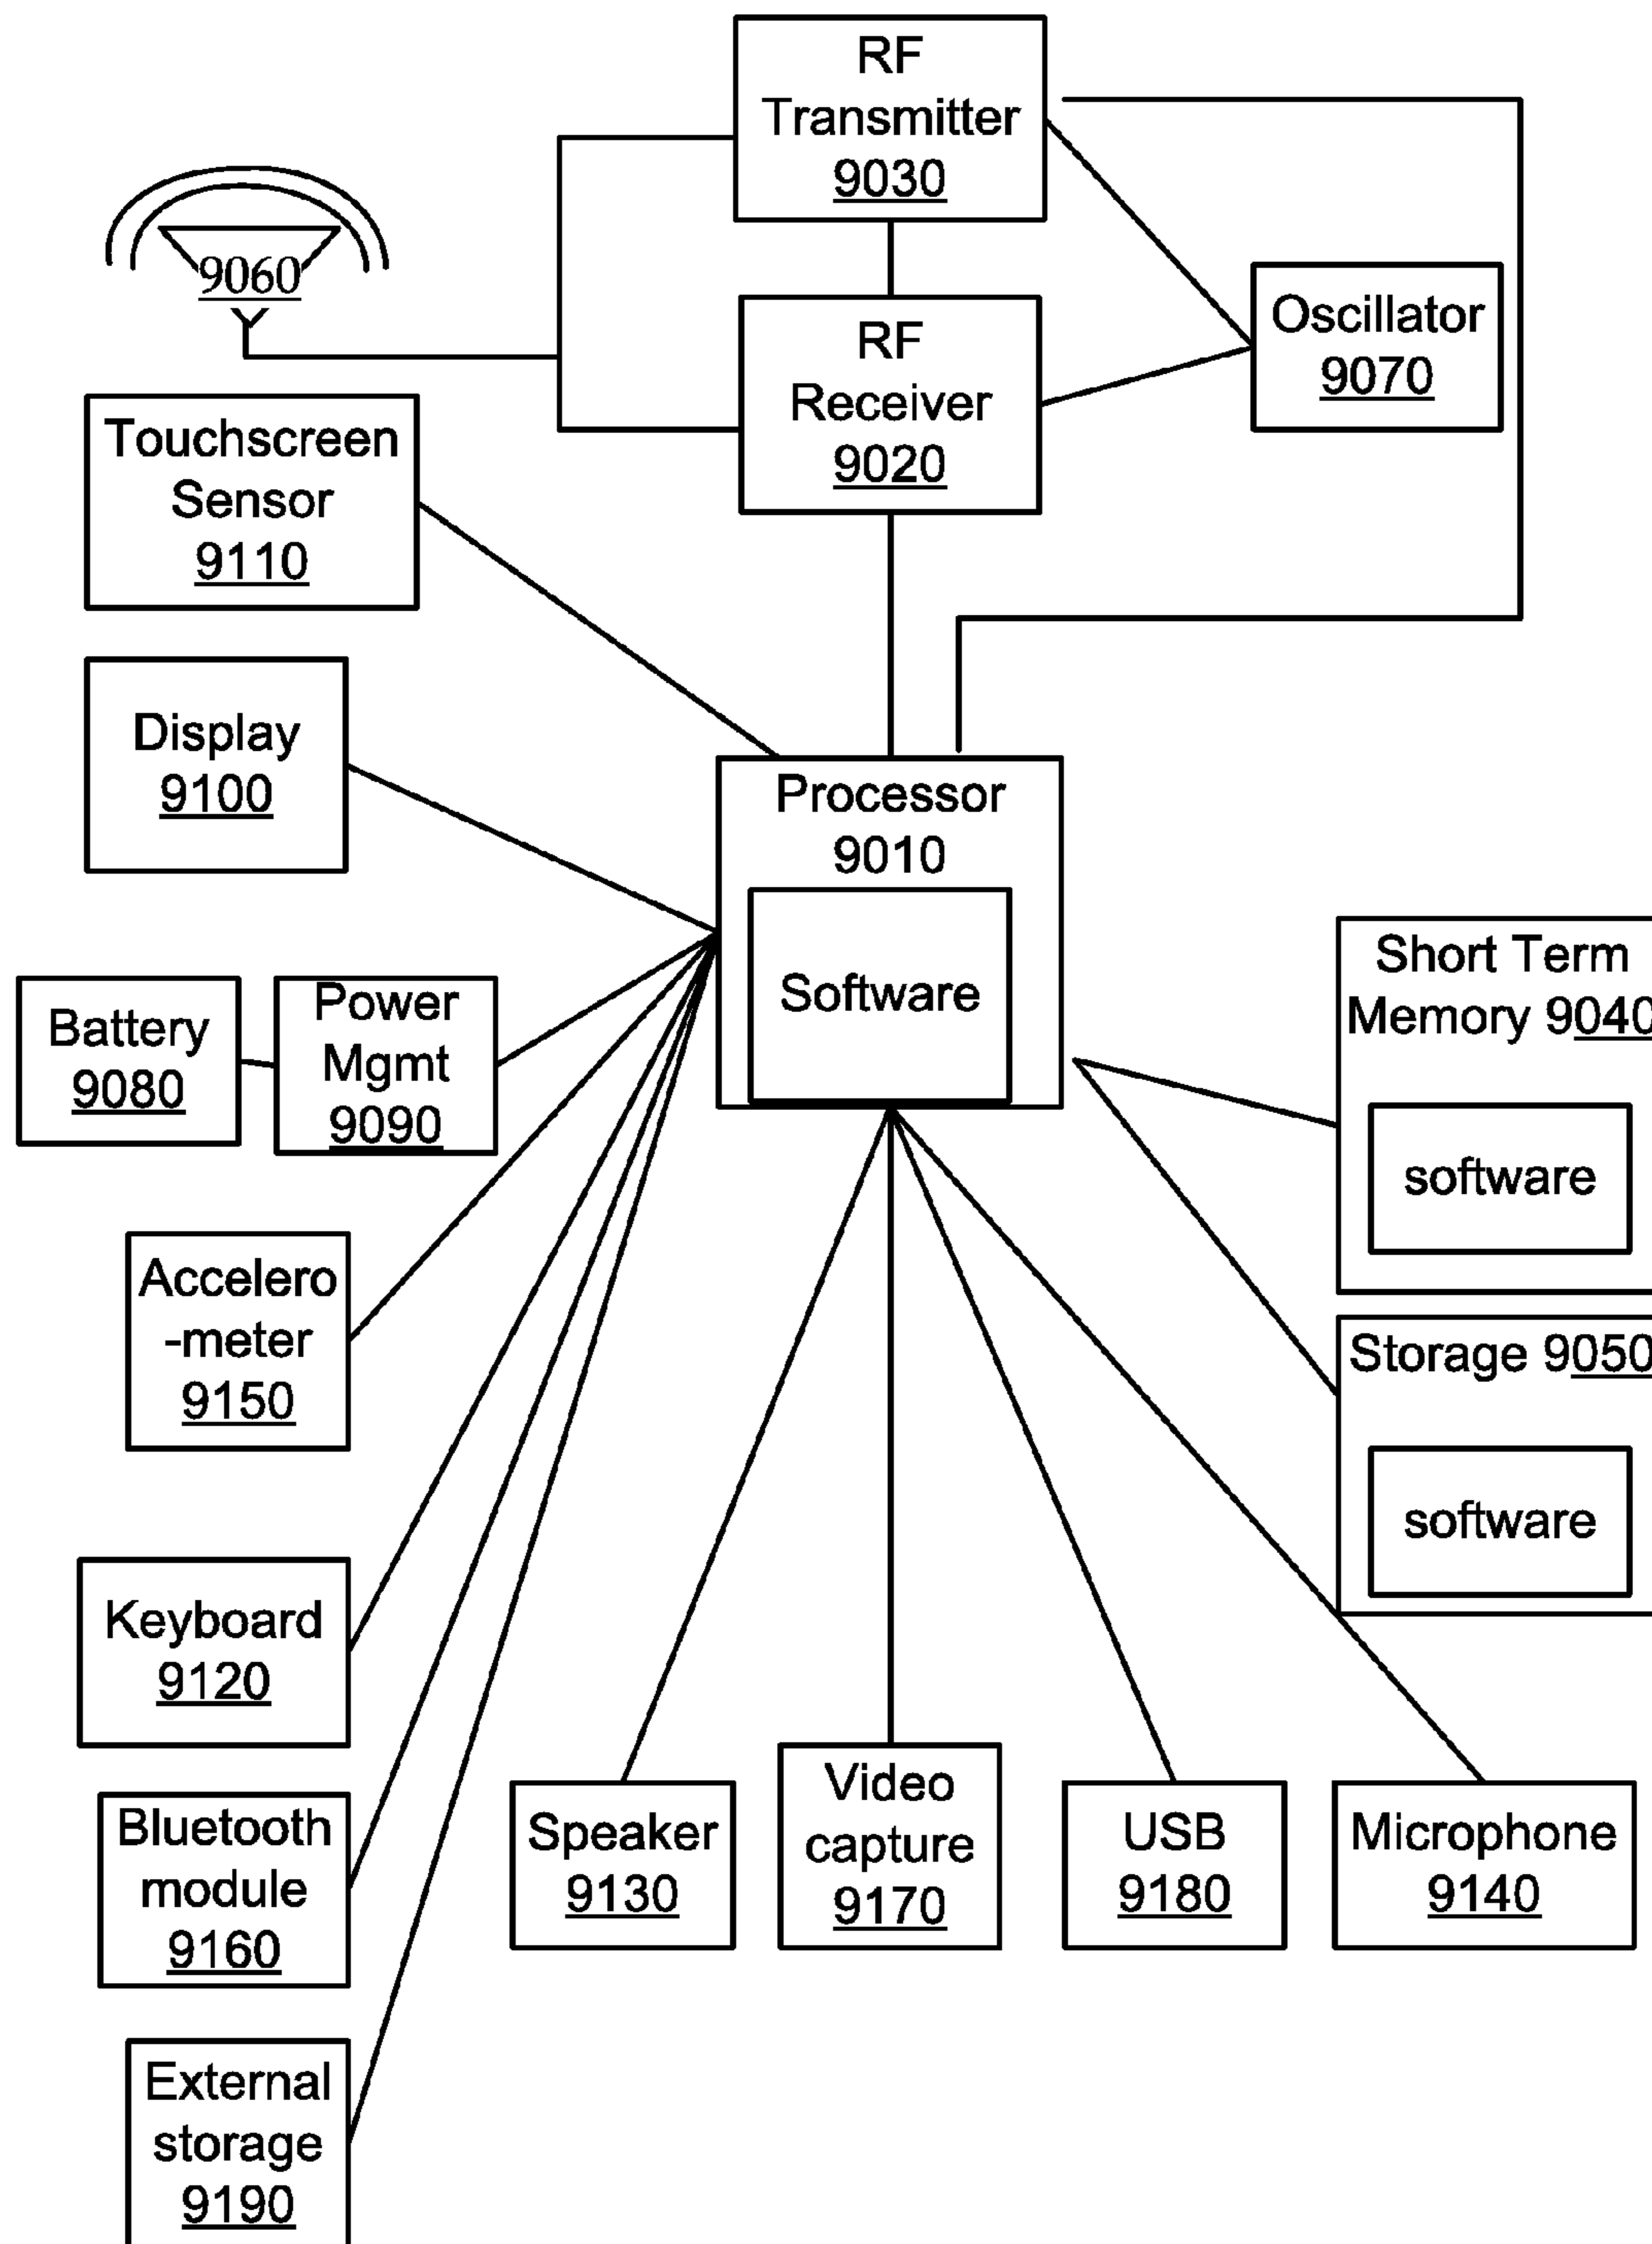 RF
Transmitter
9030
9060
RF
Receiver
9020
Oscillator
9070
Touchscreen
Sensor
9110
Display
9100
Processor
9010
Software
Short Term
Memory 9040
software
Battery
9080
Power
Mgmt
9090
Storage 9050
software
Accelero
-meter
9150
Keyboard
9120
Bluetooth
module
9160
Speaker
9130
Video
capture
9170
USB
9180
Microphone
9140
External
storage
9190